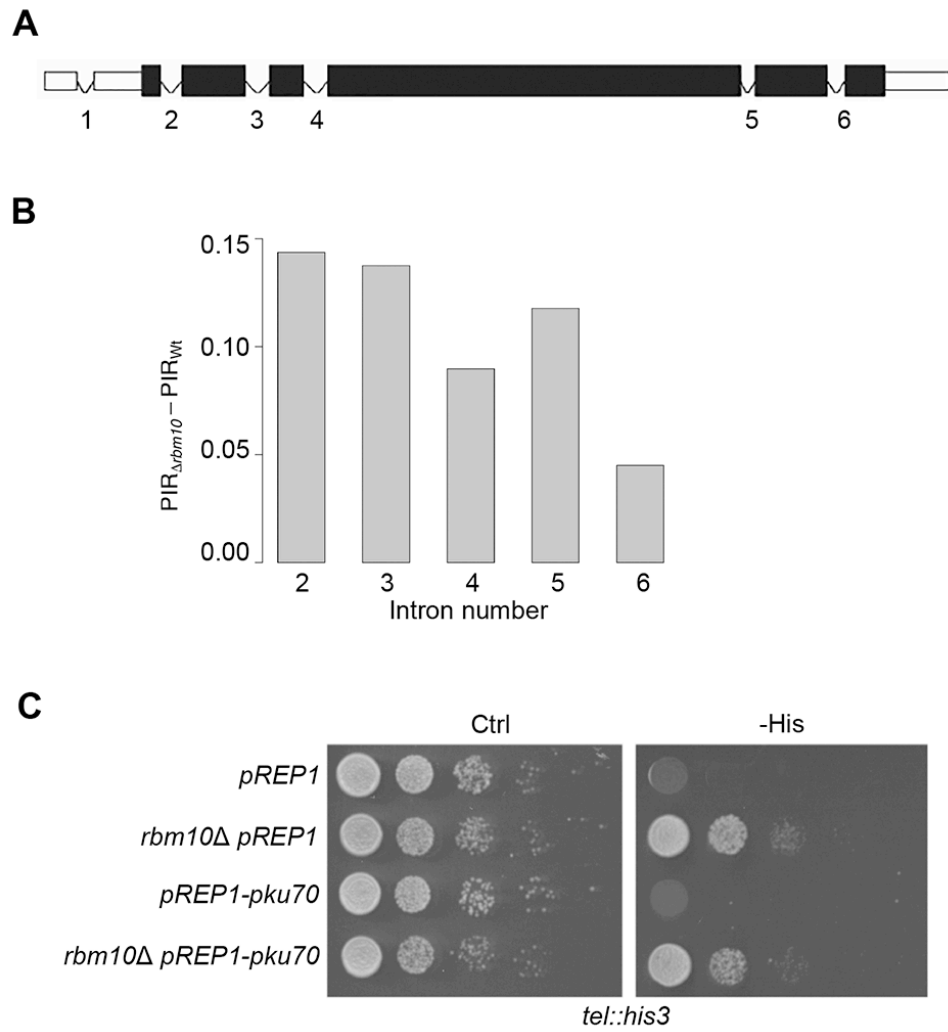 A
1 2 3 4 5 6
B
0.15
0.10
0.05
0.00
PIRΔrbm10 – PIRWt
2 3 4 5 6
Intron number
C
Ctrl -His
pREP1
rbm10Δ pREP1
pREP1-pku70
rbm10Δ pREP1-pku70
tel::his3